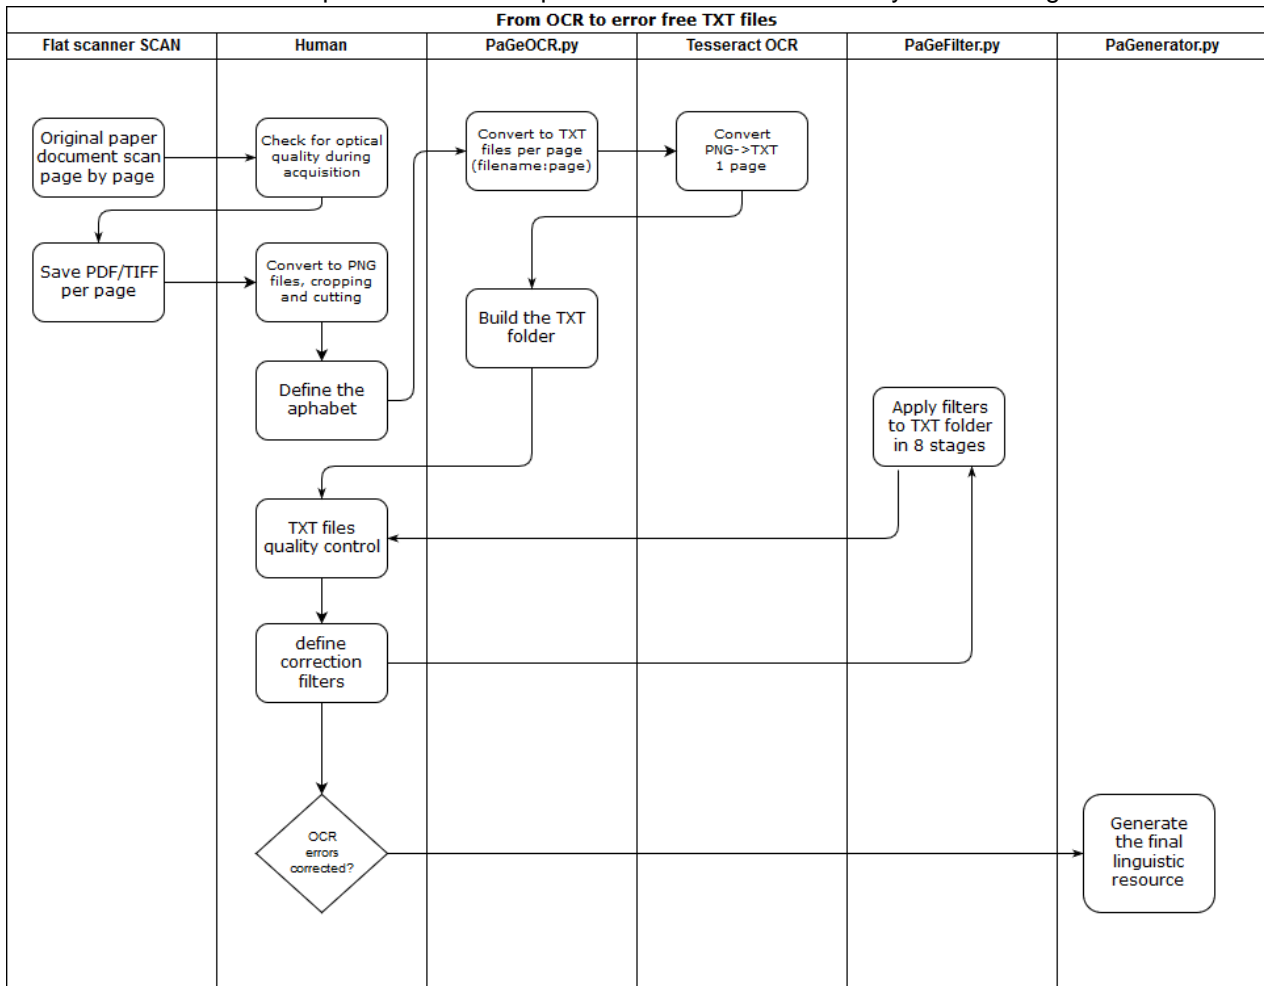 From OCR to error free TXT files
Flat scanner SCAN
Human
PaGeOCR.py
Tesseract OCR
PaGeFilter.py
PaGenerator.py
Original paper
document scan
page by page
Check for optical
quality during
acquisition
Convert to TXT
files per page
(filename:page)
Convert
PNG->TXT
1 page
Save PDF/TIFF
per page
Convert to PNG
files, cropping
and cutting
Build the TXT
folder
Define the
aphabet
Apply filters
to TXT folder
in 8 stages
TXT files
quality control
define
correction
filters
OCR
errors
corrected?
Generate
the final
linguistic
resource